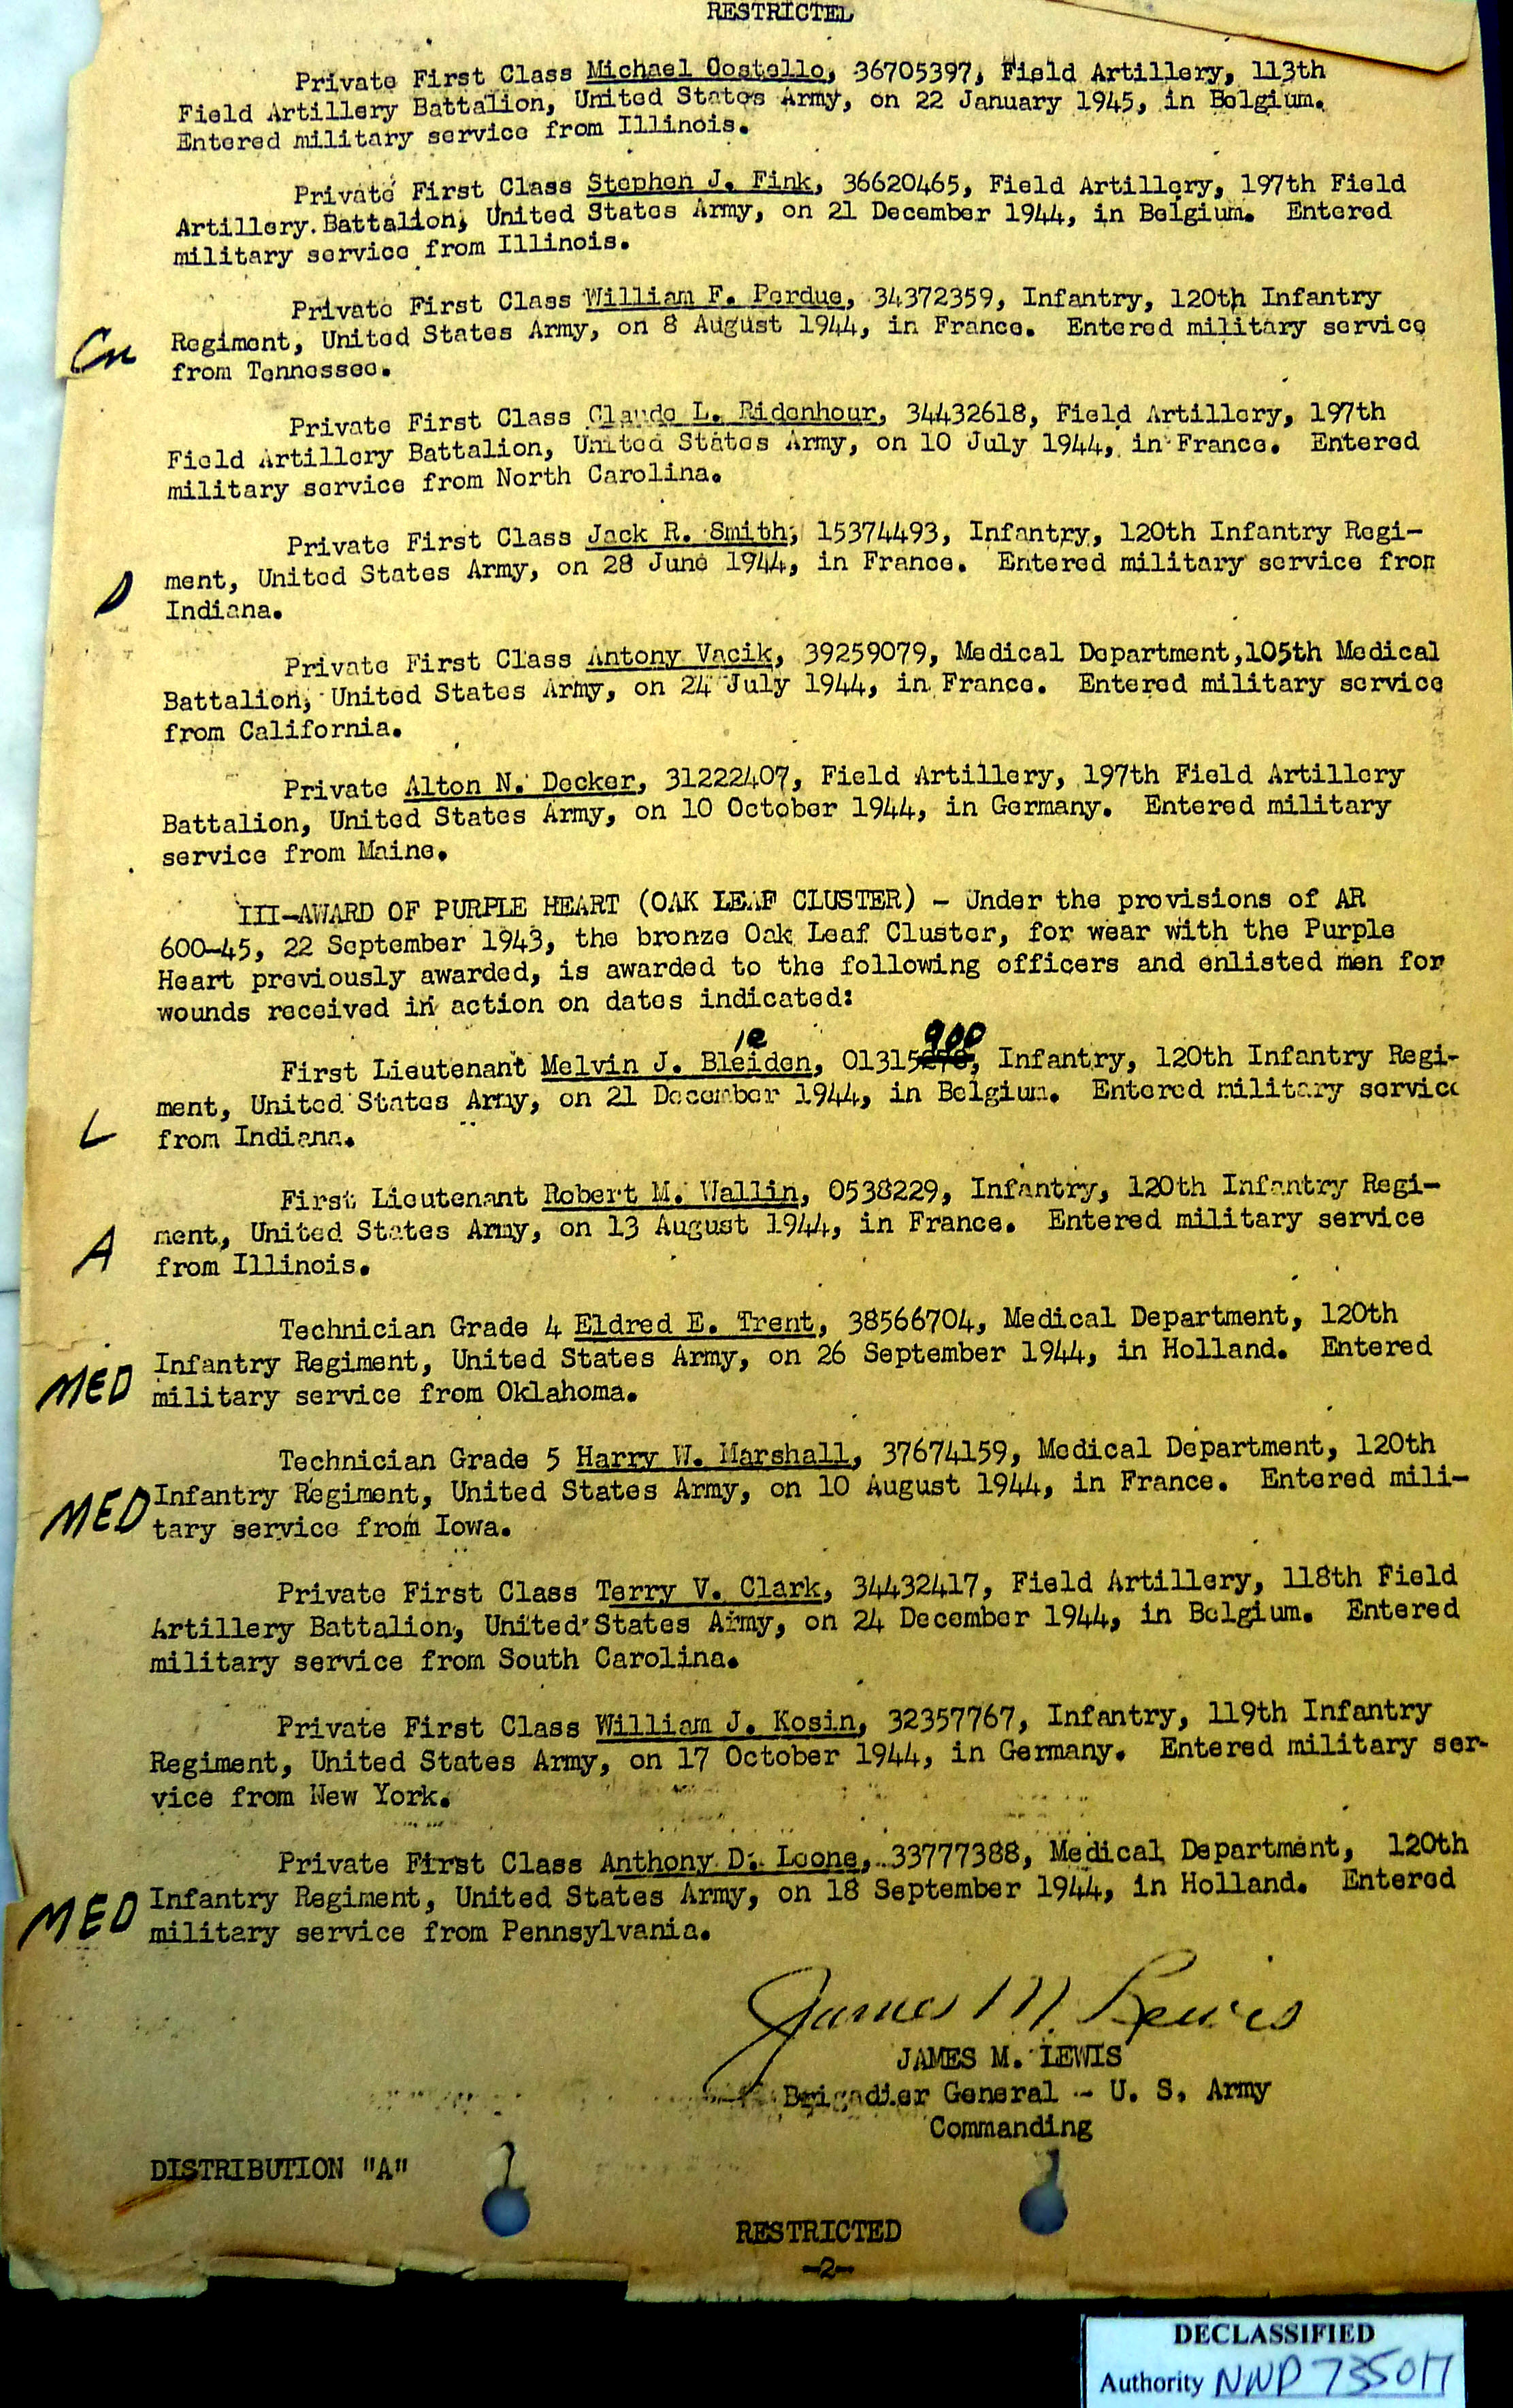 RESTRICTED
Private First Class Michael Costello, 36705397, Field Artillery, 113th
Field Artillery Battalion, United States Army, on 22 January 1945, in Belgium.
Entered military service from Illinois.
Private First Class Stephen J. Fink, 36620465, Field Artillery, 197th Field
Artillery Battalion, United States Army, on 21 December 1944, in Belgium. Entered
military service from Illinois.
Private First Class William F. Perdue, 34372359, Infantry, 120th Infantry
Cn Regiment, United States Army, on 8 August 1944, in France. Entered military service
from Tennessee.
Private First Class Claude L. Ridenhour, 34432618, Field Artillery, 197th
Field Artillery Battalion, United States Army, on 10 July 1944, in France. Entered
military service from North Carolina.
Private First Class Jack R. Smith, 15374493, Infantry, 120th Infantry Regi-
D ment, United States Army, on 28 June 1944, in France. Entered military service from
Indiana.
Private First Class Antony Vacik, 39259079, Medical Department, 105th Medical
Battalion, United States Army, on 24 July 1944, in France. Entered military service
from California.
Private Alton N. Decker, 31222407, Field Artillery, 197th Field Artillery
Battalion, United States Army, on 10 October 1944, in Germany. Entered military
service from Maine.
III-AWARD OF PURPLE HEART (OAK LEAF CLUSTER) - Under the provisions of AR
600-45, 22 September 1943, the bronze Oak Leaf Cluster, for wear with the Purple
Heart previously awarded, is awarded to the following officers and enlisted men for
wounds received in action on dates indicated:
ie 900
First Lieutenant Melvin J. Bleiden, 01315278, Infantry, 120th Infantry Regi-
ment, United States Army, on 21 December 1944, in Belgium. Entered military service
L from Indiana.
First Lieutenant Robert M. Wallin, 0538229, Infantry, 120th Infantry Regi-
ment, United States Army, on 13 August 1944, in France. Entered military service
A from Illinois.
Technician Grade 4 Eldred E. Trent, 38566704, Medical Department, 120th
Infantry Regiment, United States Army, on 26 September 1944, in Holland. Entered
MED military service from Oklahoma.
Technician Grade 5 Harry W. Marshall, 37674159, Medical Department, 120th
Infantry Regiment, United States Army, on 10 August 1944, in France. Entered mili-
MED tary service from Iowa.
Private First Class Terry V. Clark, 34432417, Field Artillery, 118th Field
Artillery Battalion, United States Army, on 24 December 1944, in Belgium. Entered
military service from South Carolina.
Private First Class William J. Kosin, 32357767, Infantry, 119th Infantry
Regiment, United States Army, on 17 October 1944, in Germany. Entered military ser-
vice from New York.
Private First Class Anthony D. Leone, 33777388, Medical Department, 120th
Infantry Regiment, United States Army, on 18 September 1944, in Holland. Entered
MED military service from Pennsylvania.
James M. Lewis
JAMES M. LEWIS
Brigadier General - U. S. Army
Commanding
DISTRIBUTION "A"
RESTRICTED
-2-
DECLASSIFIED
Authority NND 735017